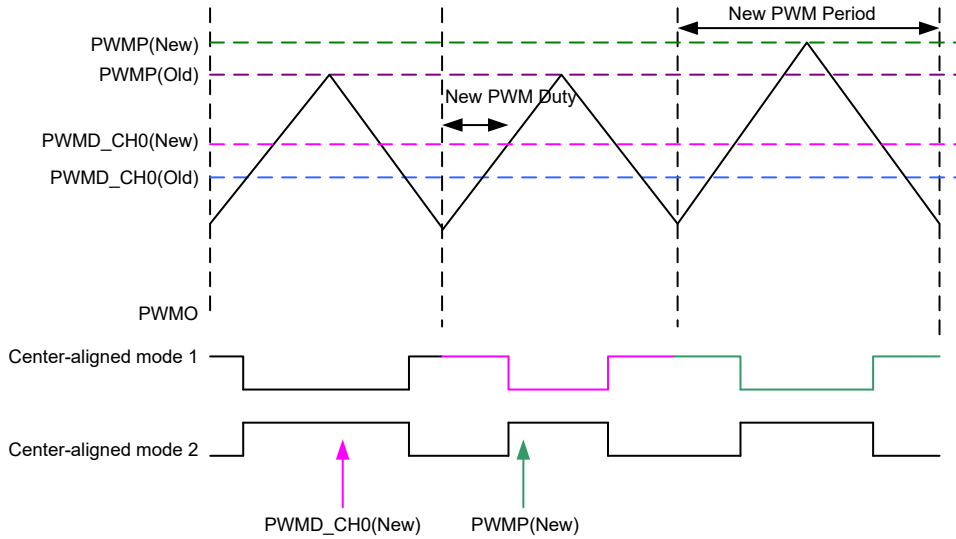 New PWM Period
PWMP(New)
PWMP(Old)
New PWM Duty
PWMD_CH0(New)
PWMD_CH0(Old)
PWMO
Center-aligned mode 1
Center-aligned mode 2
PWMD_CH0(New)
PWMP(New)